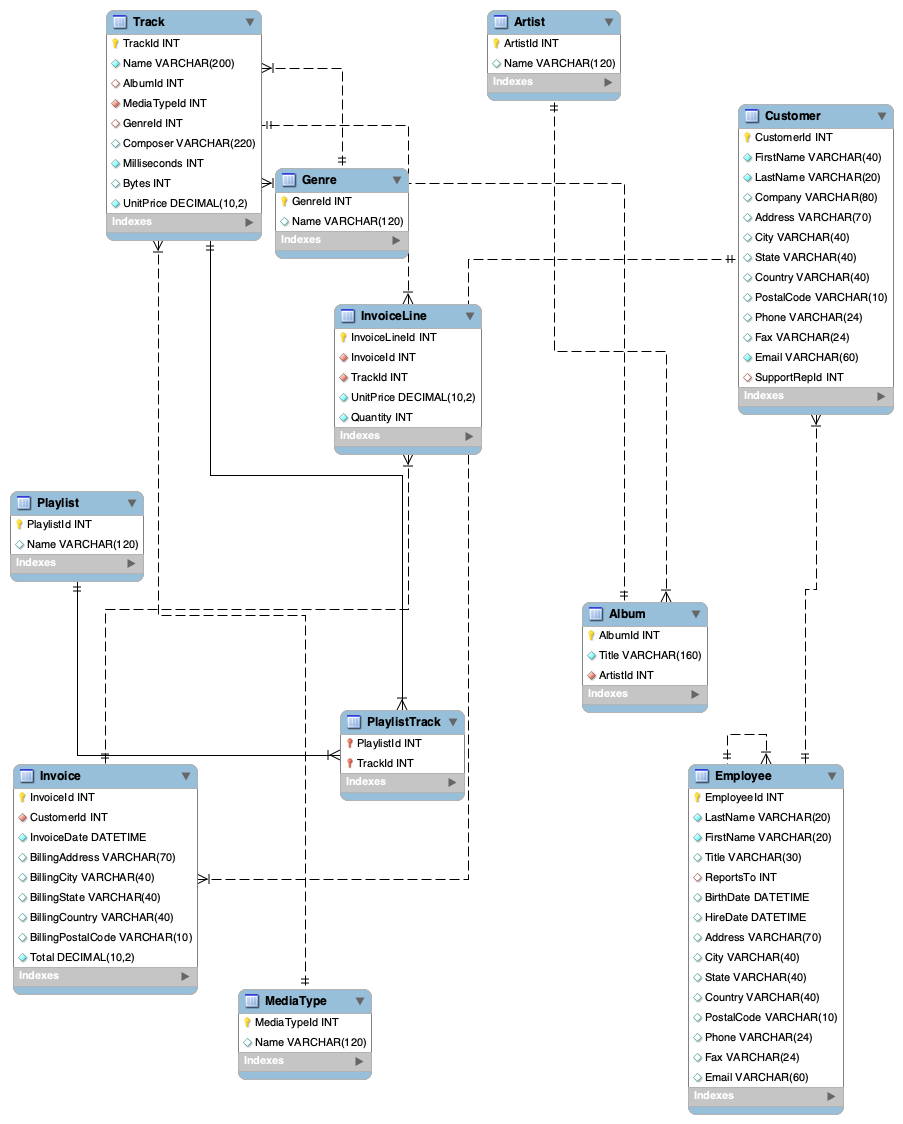 Track
TrackId INT
Name VARCHAR(200)
AlbumId INT
MediaTypeId INT
GenreId INT
Composer VARCHAR(220)
Milliseconds INT
Bytes INT
UnitPrice DECIMAL(10,2)
Indexes
Artist
ArtistId INT
Name VARCHAR(120)
Indexes
Customer
CustomerId INT
FirstName VARCHAR(40)
LastName VARCHAR(20)
Company VARCHAR(80)
Address VARCHAR(70)
City VARCHAR(40)
State VARCHAR(40)
Country VARCHAR(40)
PostalCode VARCHAR(10)
Phone VARCHAR(24)
Fax VARCHAR(24)
Email VARCHAR(60)
SupportRepId INT
Indexes
Genre
GenreId INT
Name VARCHAR(120)
Indexes
InvoiceLine
InvoiceLineId INT
InvoiceId INT
TrackId INT
UnitPrice DECIMAL(10,2)
Quantity INT
Indexes
Playlist
PlaylistId INT
Name VARCHAR(120)
Indexes
Album
AlbumId INT
Title VARCHAR(160)
ArtistId INT
Indexes
PlaylistTrack
PlaylistId INT
TrackId INT
Indexes
Invoice
InvoiceId INT
CustomerId INT
InvoiceDate DATETIME
BillingAddress VARCHAR(70)
BillingCity VARCHAR(40)
BillingState VARCHAR(40)
BillingCountry VARCHAR(40)
BillingPostalCode VARCHAR(10)
Total DECIMAL(10,2)
Indexes
Employee
EmployeeId INT
LastName VARCHAR(20)
FirstName VARCHAR(20)
Title VARCHAR(30)
ReportsTo INT
BirthDate DATETIME
HireDate DATETIME
Address VARCHAR(70)
City VARCHAR(40)
State VARCHAR(40)
Country VARCHAR(40)
PostalCode VARCHAR(10)
Phone VARCHAR(24)
Fax VARCHAR(24)
Email VARCHAR(60)
Indexes
MediaType
MediaTypeId INT
Name VARCHAR(120)
Indexes